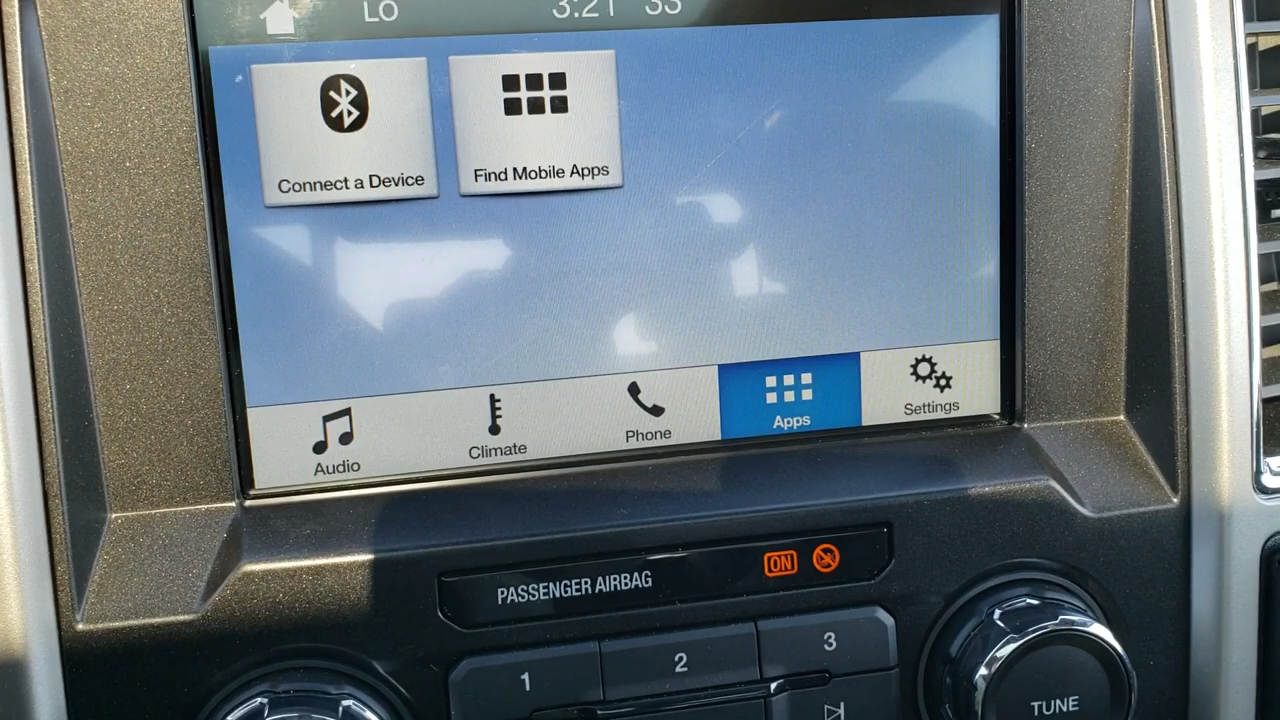 LO 3:21 33
Connect a Device
Find Mobile Apps
Audio
Climate
Phone
Apps
Settings
PASSENGER AIRBAG ON
1 2 3
TUNE